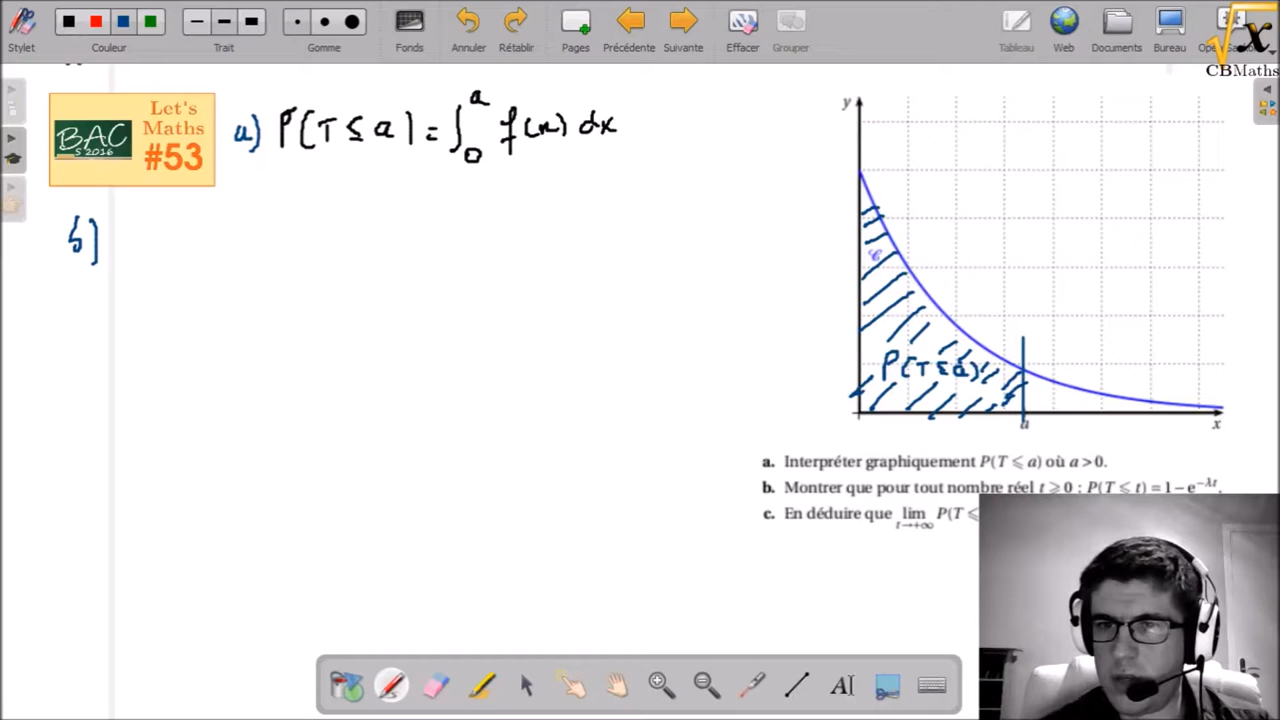 Stylet Couleur Trait Gomme Fonds Annuler Rétablir Pages Précédente Suivante Effacer Grouper Tableau Web Documents Bureau
CBMaths
BAC
S 2016
Let's
Maths
#53
a) P(T ≤ a) = ∫₀ᵃ f(x) dx
b)
y
𝒞
P(T ≤ a)
a
x
a. Interpréter graphiquement P(T ⩽ a) où a > 0.
b. Montrer que pour tout nombre réel t ⩾ 0 : P(T ⩽ t) = 1 − e^−λt.
c. En déduire que lim P(T ⩽
t→+∞
AI